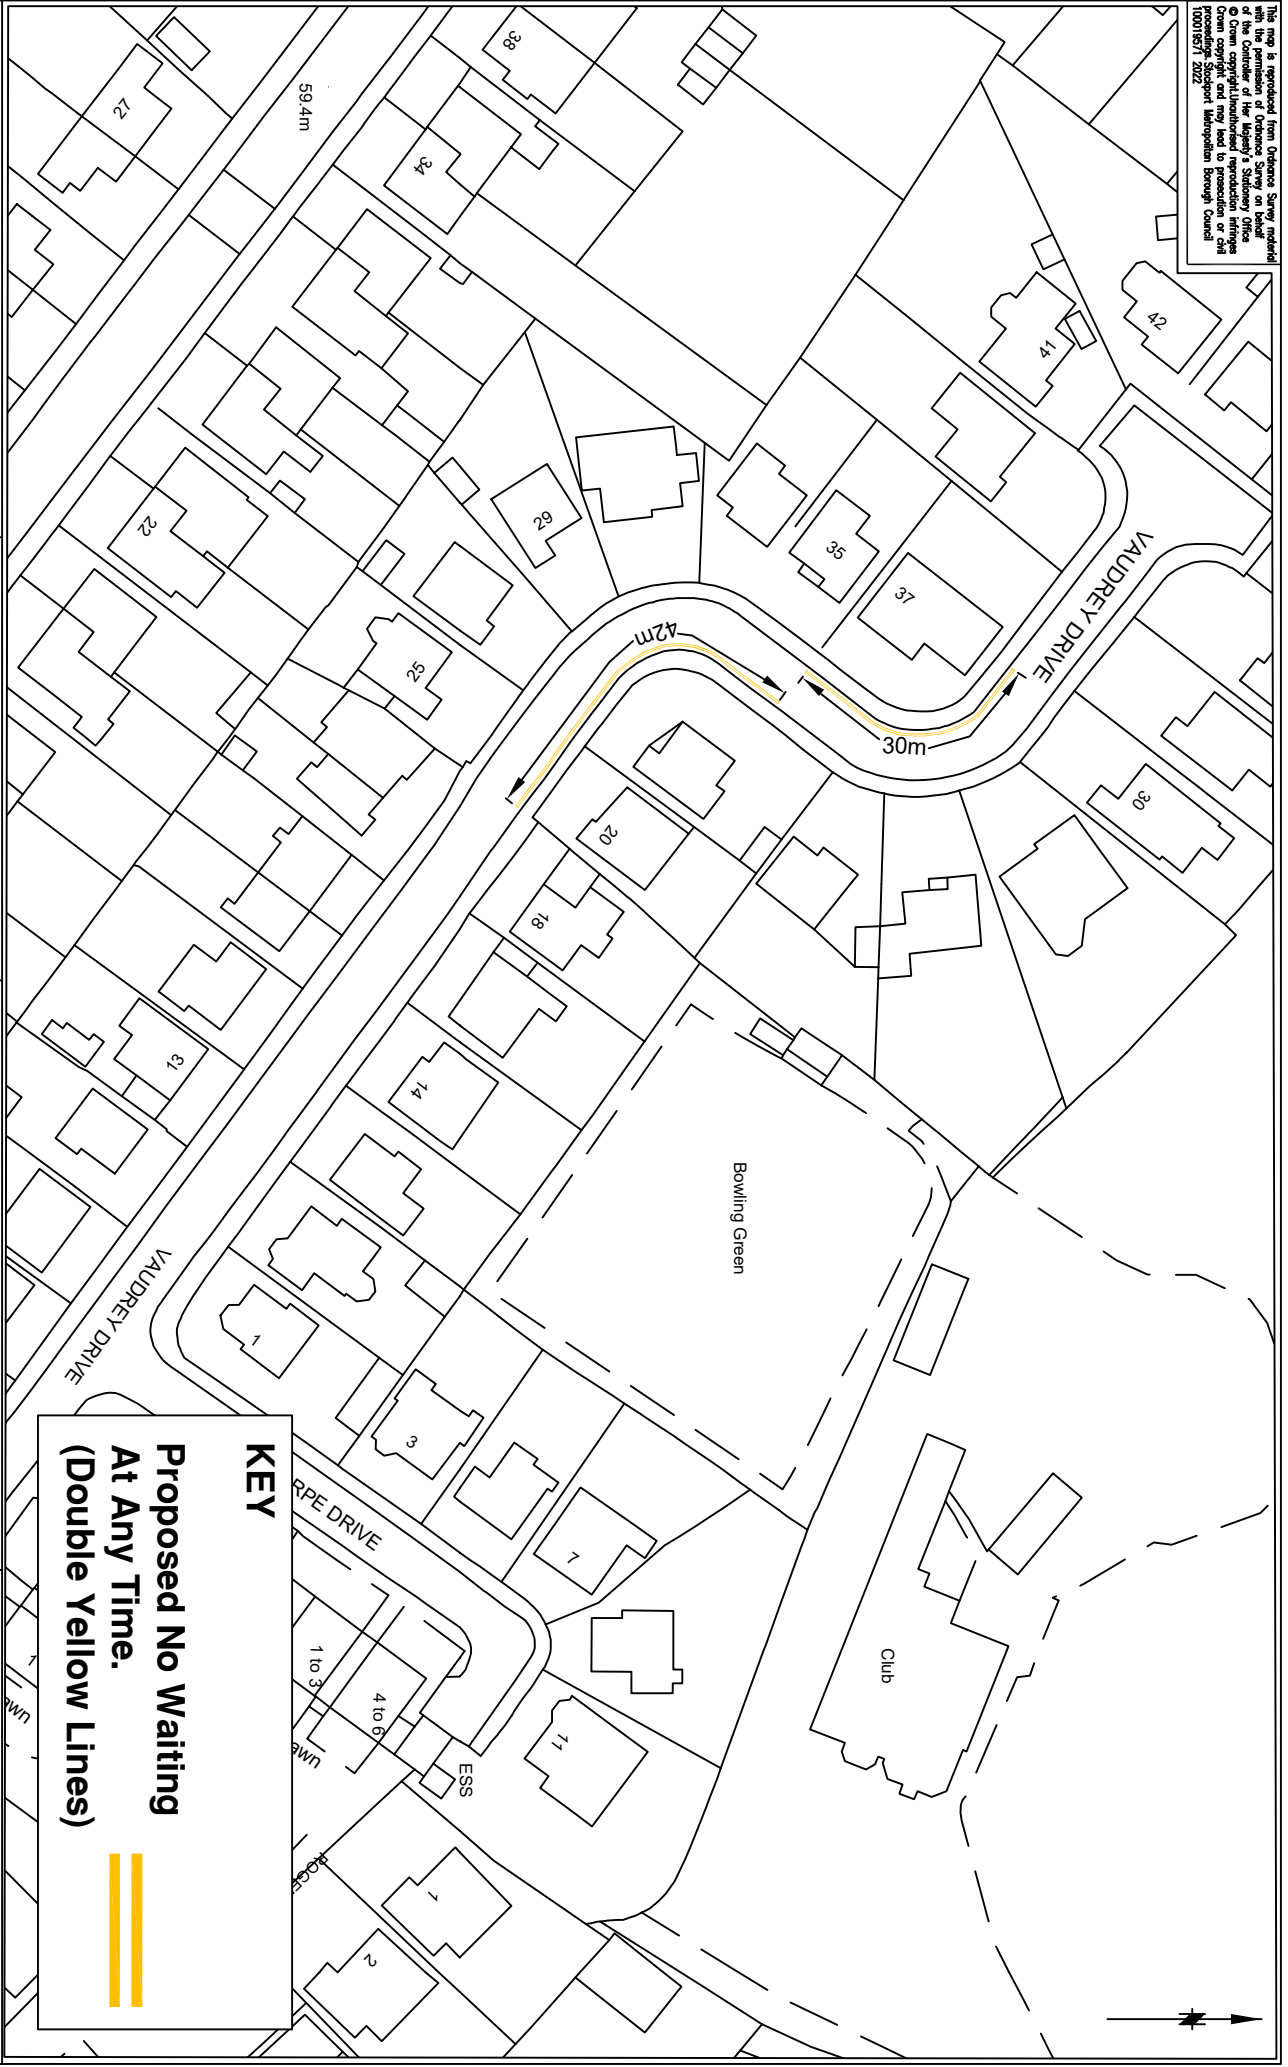 This map is reproduced from Ordnance Survey material
with the permission of Ordnance Survey on behalf
of the Controller of Her Majesty's Stationery Office
© Crown copyright.Unauthorised reproduction infringes
Crown copyright and may lead to prosecution or civil
proceedings. Stockport Metropolitan Borough Council
100019571 2022
27
59.4m
38
34
42
41
22
29
35
37
VAUDREY DRIVE
42m
30m
25
20
30
18
13
14
Bowling Green
VAUDREY DRIVE
1
3
7
RPE DRIVE
Club
1 to 3
4 to 6
awn
11
ESS
1
wn
ROGE
1
2
KEY
Proposed No Waiting
At Any Time.
(Double Yellow Lines)